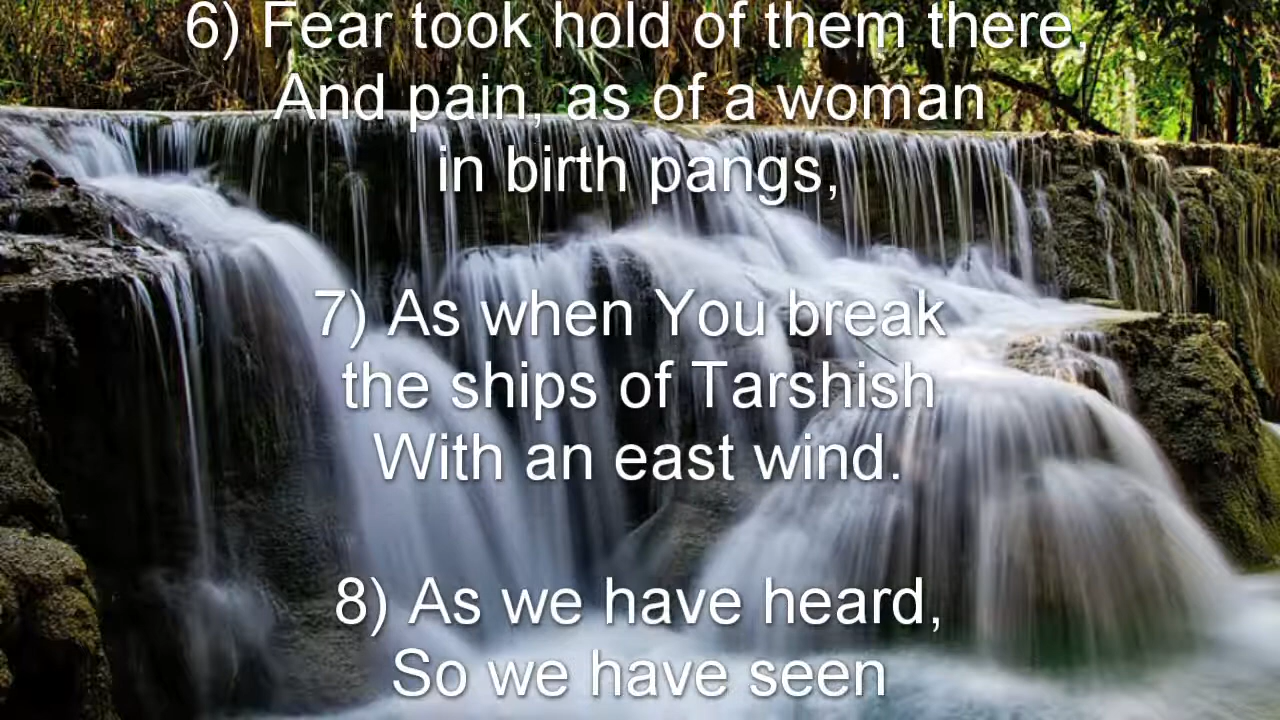 6) Fear took hold of them there,
And pain, as of a woman
in birth pangs,
7) As when You break
the ships of Tarshish
With an east wind.
8) As we have heard,
So we have seen